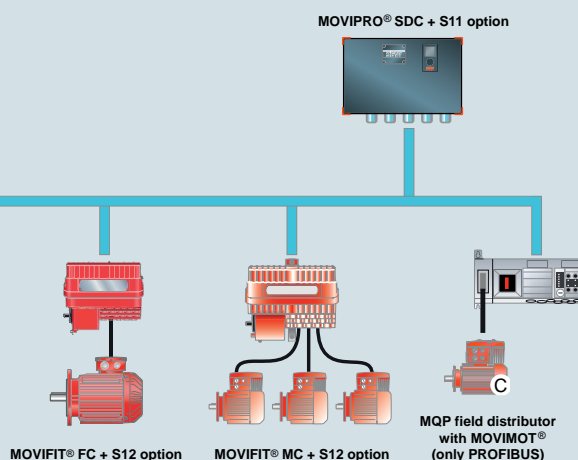 MOVIPRO® SDC + S11 option
C
MQP field distributor
with MOVIMOT®
(only PROFIBUS)
MOVIFIT® FC + S12 option
MOVIFIT® MC + S12 option